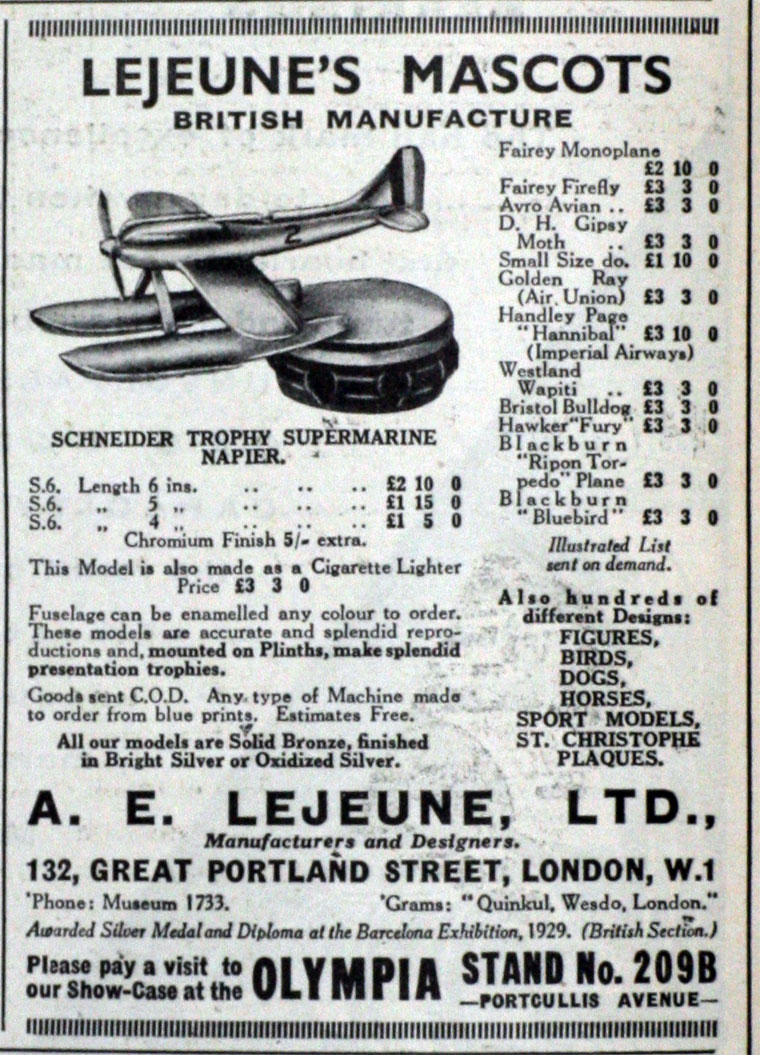 LEJEUNE'S MASCOTS
BRITISH MANUFACTURE
2
SCHNEIDER TROPHY SUPERMARINE
NAPIER.
S.6. Length 6 ins. .. .. .. £2 10 0
S.6. „ 5 „ .. .. .. £1 15 0
S.6. „ 4 „ .. .. .. £1 5 0
Chromium Finish 5/- extra.
This Model is also made as a Cigarette Lighter
Price £3 3 0
Fuselage can be enamelled any colour to order.
These models are accurate and splendid repro-
ductions and, mounted on Plinths, make splendid
presentation trophies.
Goods sent C.O.D. Any type of Machine made
to order from blue prints. Estimates Free.
All our models are Solid Bronze, finished
in Bright Silver or Oxidized Silver.
Fairey Monoplane
£2 10 0
Fairey Firefly £3 3 0
Avro Avian .. £3 3 0
D. H. Gipsy
Moth .. £3 3 0
Small Size do. £1 10 0
Golden Ray
(Air Union) £3 3 0
Handley Page
"Hannibal" £3 10 0
(Imperial Airways)
Westland
Wapiti .. £3 3 0
Bristol Bulldog £3 3 0
Hawker "Fury" £3 3 0
Blackburn
"Ripon Tor-
pedo" Plane £3 3 0
Blackburn
"Bluebird" £3 3 0
Illustrated List
sent on demand.
Also hundreds of
different Designs:
FIGURES,
BIRDS,
DOGS,
HORSES,
SPORT MODELS,
ST. CHRISTOPHE
PLAQUES.
A. E. LEJEUNE, LTD.,
Manufacturers and Designers.
132, GREAT PORTLAND STREET, LONDON, W.1
'Phone: Museum 1733. 'Grams: "Quinkul, Wesdo, London."
Awarded Silver Medal and Diploma at the Barcelona Exhibition, 1929. (British Section.)
Please pay a visit to
our Show-Case at the OLYMPIA STAND No. 209B
—PORTCULLIS AVENUE—